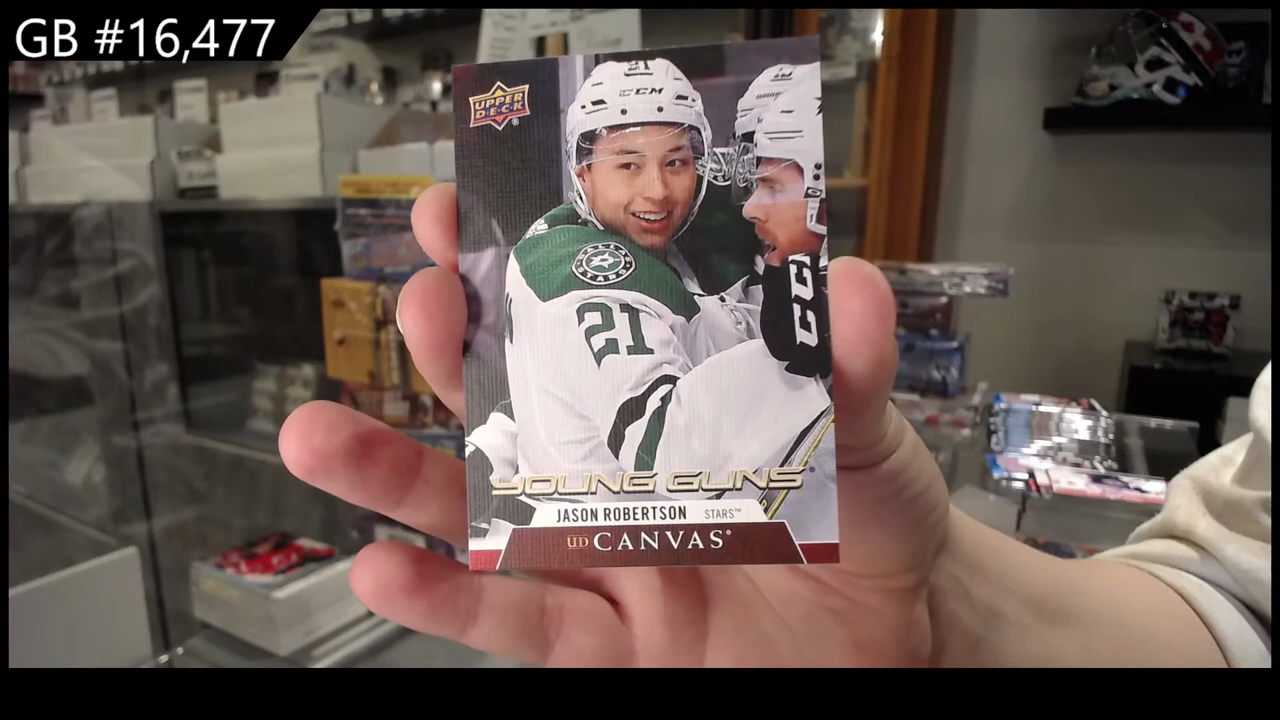 GB #16,477
UPPER
DECK
21
CCM
DALLAS
STARS
21
CCM
YOUNG GUNS®
JASON ROBERTSON STARS™
UD CANVAS®